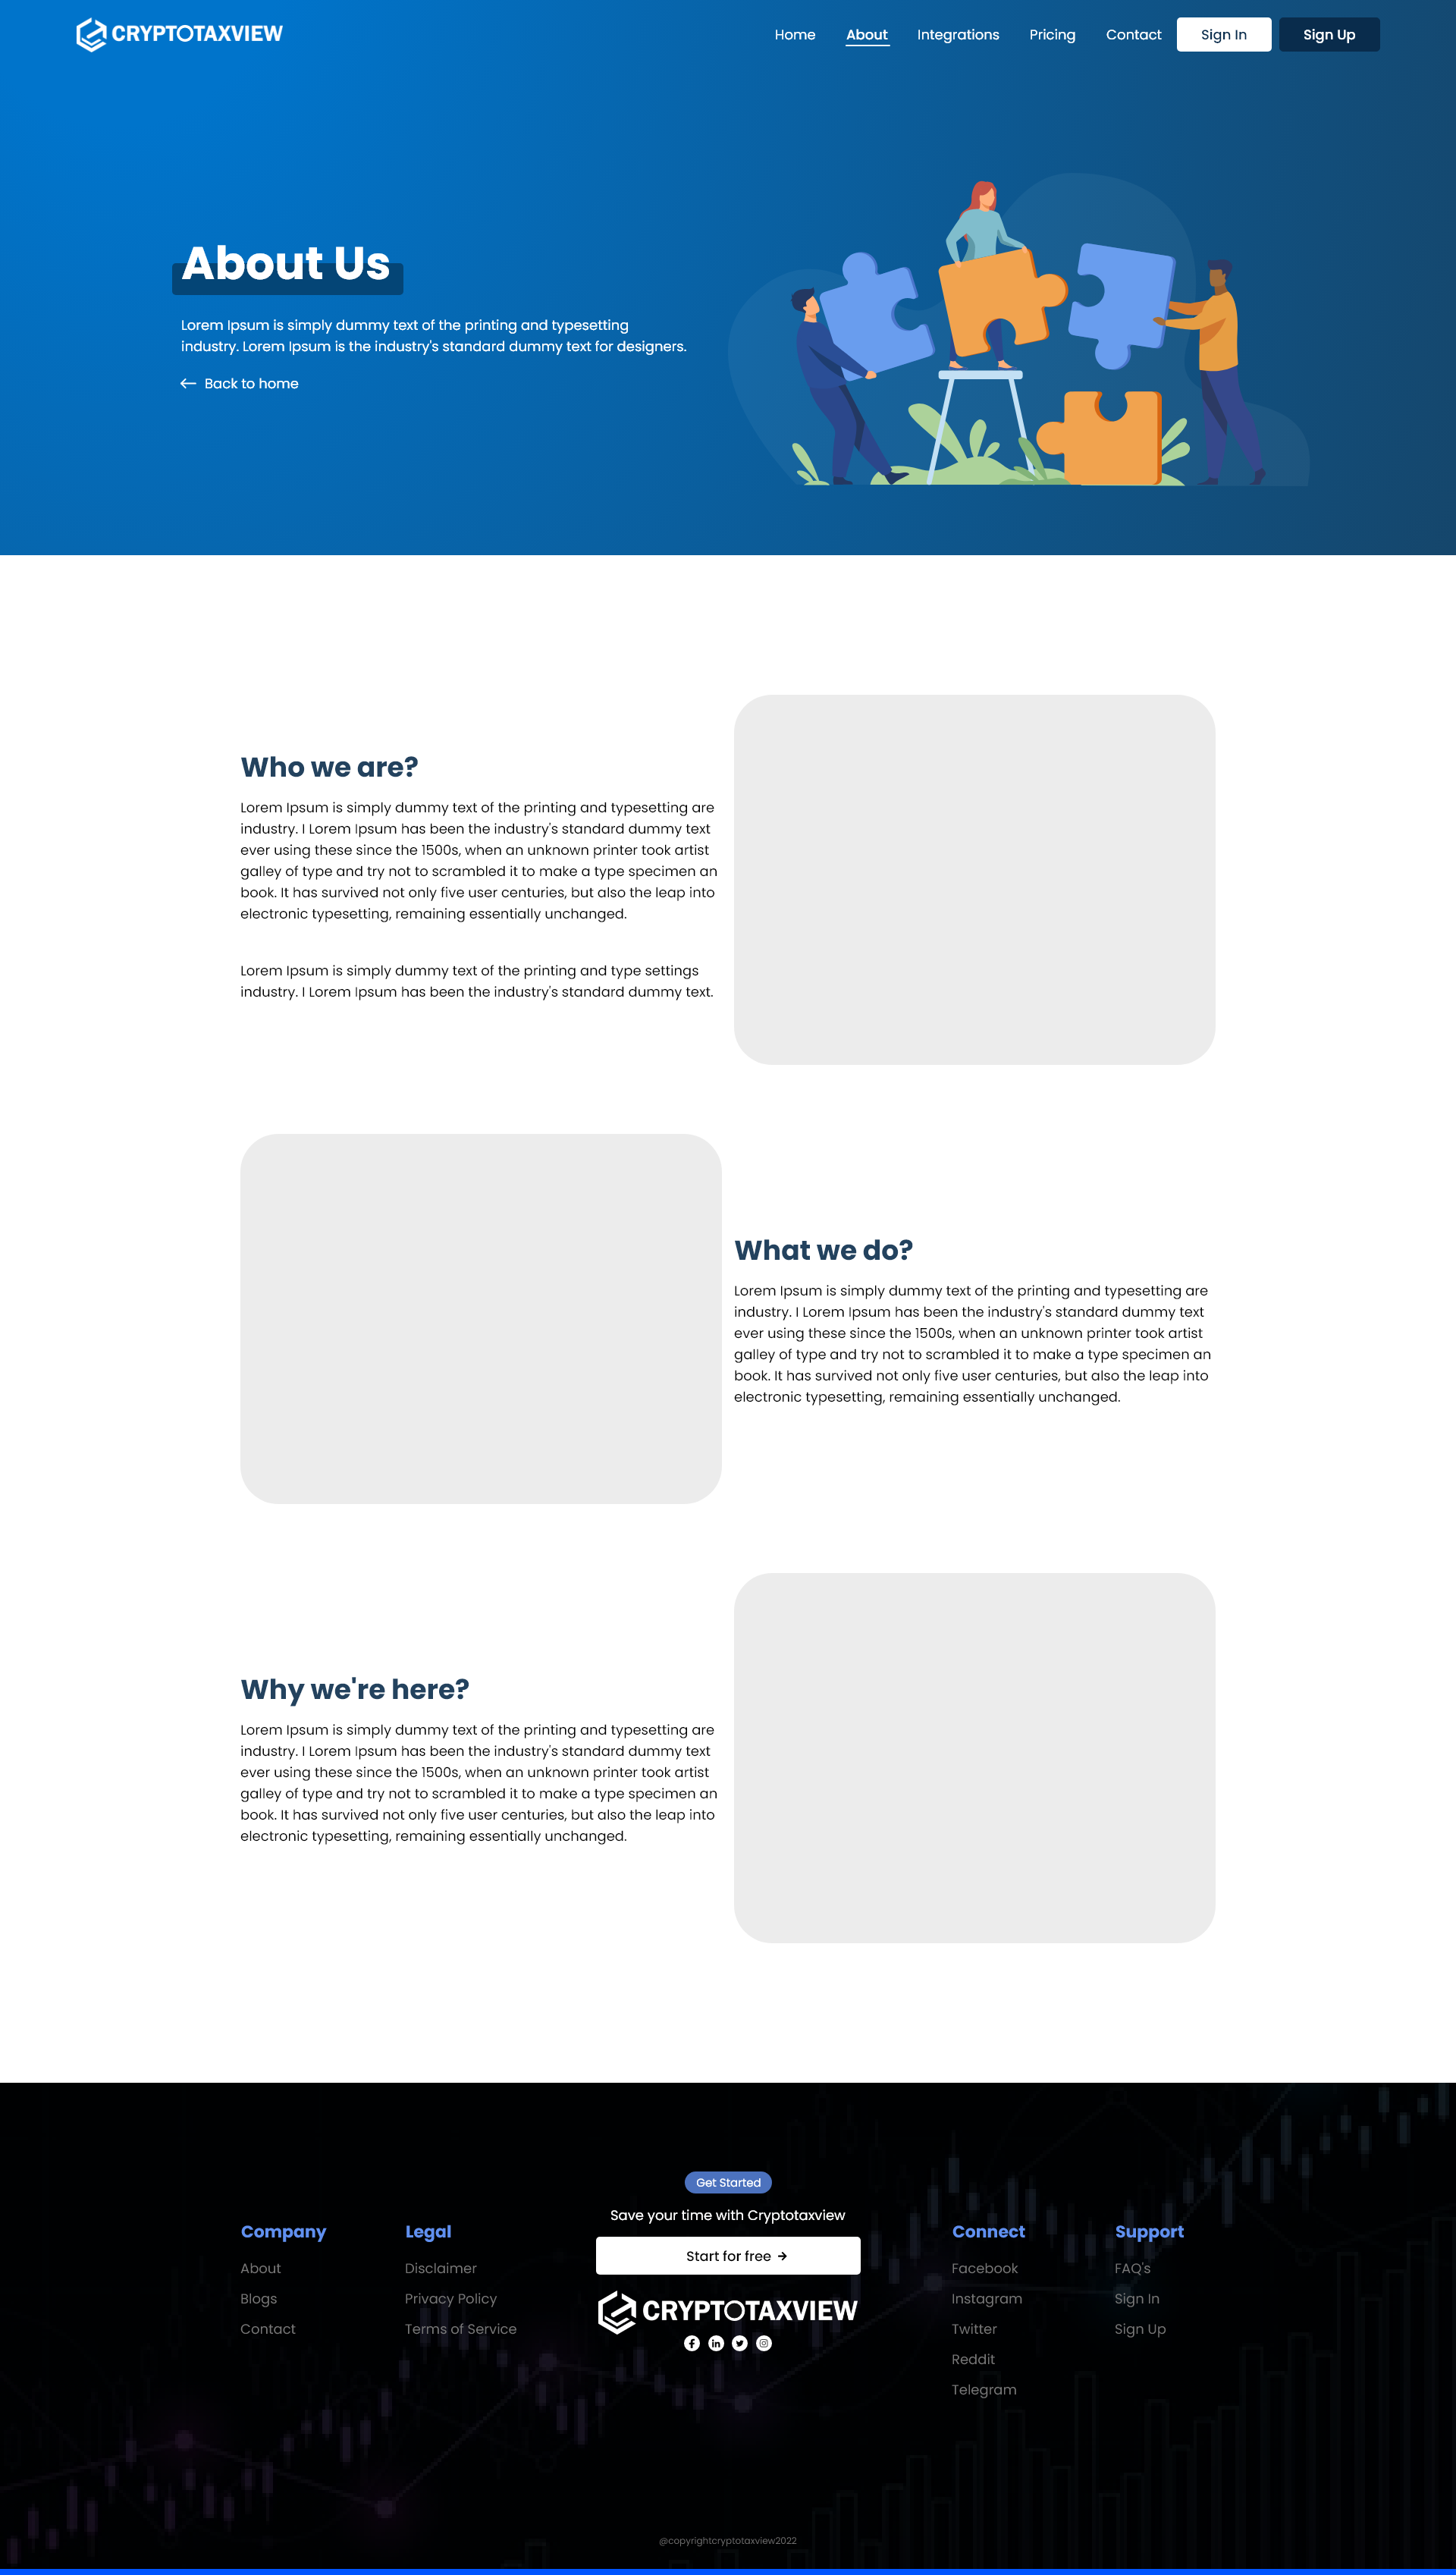 CRYPTOTAXVIEW
Home About Integrations Pricing Contact Sign In Sign Up
About Us
Lorem Ipsum is simply dummy text of the printing and typesetting
industry. Lorem Ipsum is the industry's standard dummy text for designers.
Back to home
Who we are?
Lorem Ipsum is simply dummy text of the printing and typesetting are
industry. I Lorem Ipsum has been the industry's standard dummy text
ever using these since the 1500s, when an unknown printer took artist
galley of type and try not to scrambled it to make a type specimen an
book. It has survived not only five user centuries, but also the leap into
electronic typesetting, remaining essentially unchanged.
Lorem Ipsum is simply dummy text of the printing and type settings
industry. I Lorem Ipsum has been the industry's standard dummy text.
What we do?
Lorem Ipsum is simply dummy text of the printing and typesetting are
industry. I Lorem Ipsum has been the industry's standard dummy text
ever using these since the 1500s, when an unknown printer took artist
galley of type and try not to scrambled it to make a type specimen an
book. It has survived not only five user centuries, but also the leap into
electronic typesetting, remaining essentially unchanged.
Why we're here?
Lorem Ipsum is simply dummy text of the printing and typesetting are
industry. I Lorem Ipsum has been the industry's standard dummy text
ever using these since the 1500s, when an unknown printer took artist
galley of type and try not to scrambled it to make a type specimen an
book. It has survived not only five user centuries, but also the leap into
electronic typesetting, remaining essentially unchanged.
Company
About
Blogs
Contact
Legal
Disclaimer
Privacy Policy
Terms of Service
Get Started
Save your time with Cryptotaxview
Start for free
CRYPTOTAXVIEW
Connect
Facebook
Instagram
Twitter
Reddit
Telegram
Support
FAQ's
Sign In
Sign Up
@copyrightcryptotaxview2022